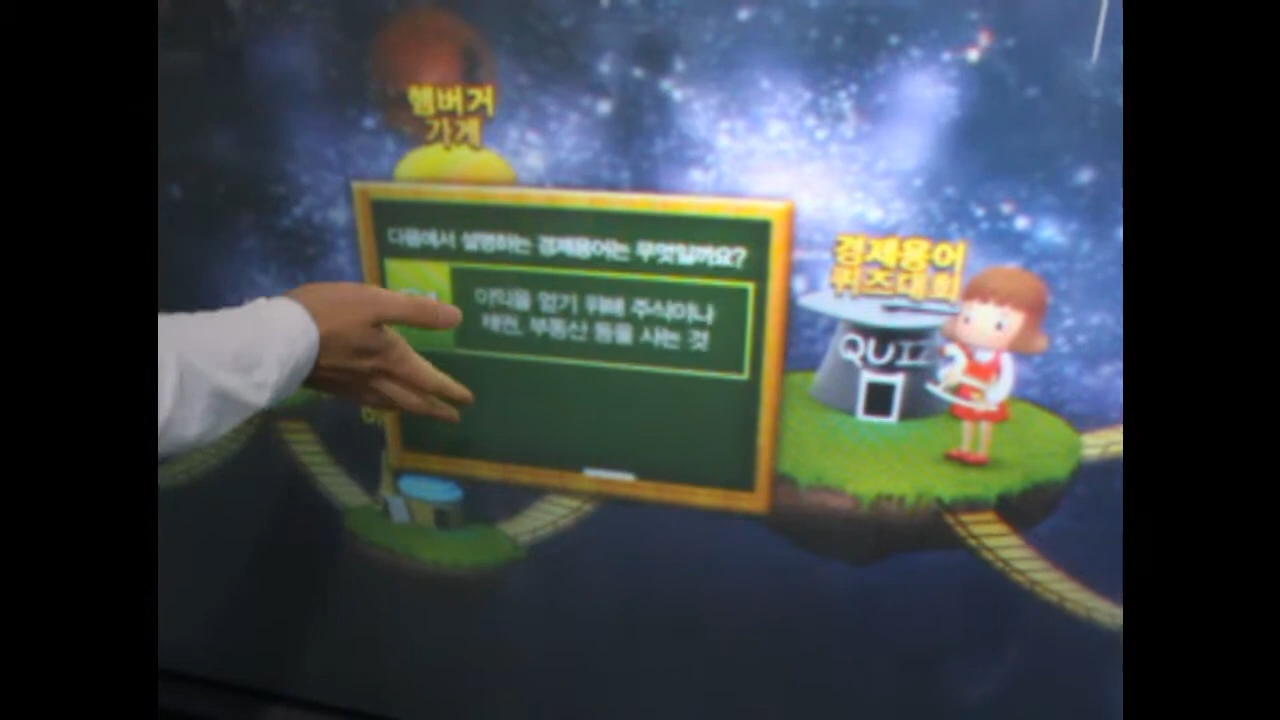 햄버거
가게
다음에서 설명하는 경제용어는 무엇일까요?
이익을 얻기 위해 주식이나
채권, 부동산 등을 사는 것
경제용어
퀴즈대회
QUIZ